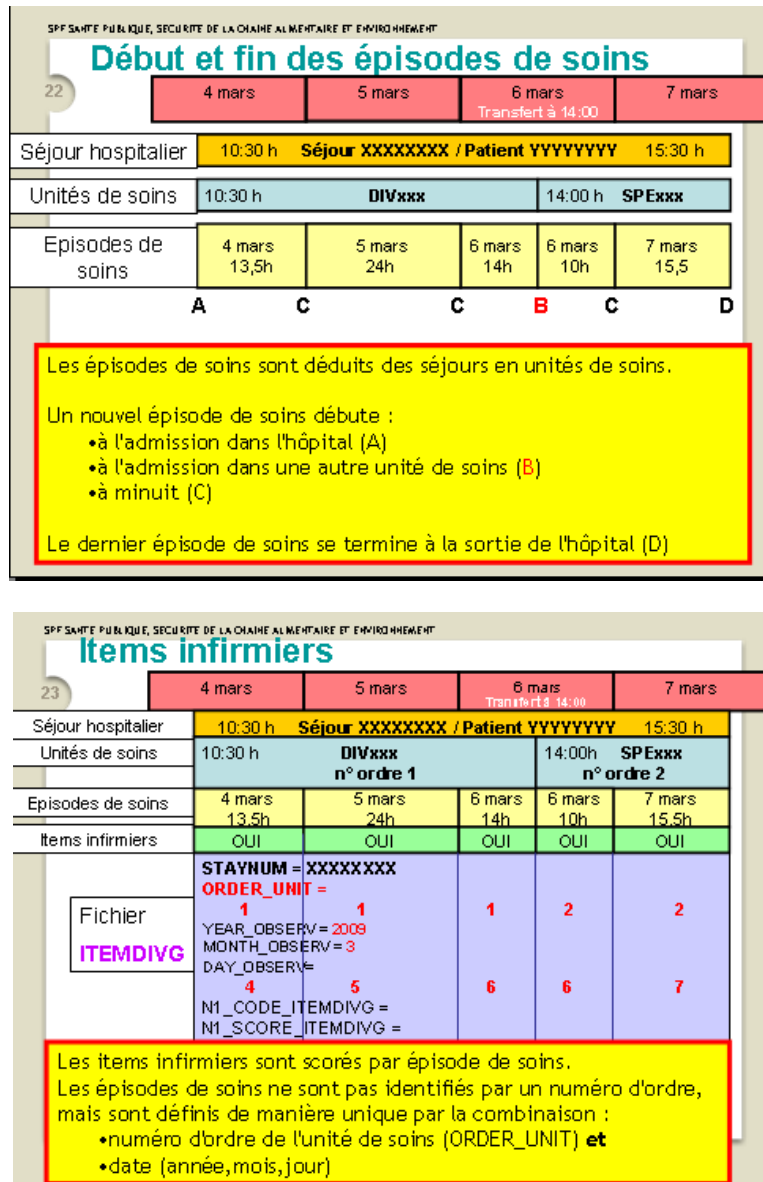 SPF SANTE PUBLIQUE, SECURITE DE LA CHAINE ALIMENTAIRE ET ENVIRONNEMENT
Début et fin des épisodes de soins
22
4 mars 5 mars 6 mars 7 mars
Transfert à 14:00
Séjour hospitalier 10:30 h Séjour XXXXXXXX / Patient YYYYYYYY 15:30 h
Unités de soins 10:30 h DIVxxx 14:00 h SPExxx
Episodes de soins
4 mars 5 mars 6 mars 6 mars 7 mars
13,5h 24h 14h 10h 15,5
A C C B C D
Les épisodes de soins sont déduits des séjours en unités de soins.
Un nouvel épisode de soins débute :
•à l'admission dans l'hôpital (A)
•à l'admission dans une autre unité de soins (B)
•à minuit (C)
Le dernier épisode de soins se termine à la sortie de l'hôpital (D)
SPF SANTE PUBLIQUE, SECURITE DE LA CHAINE ALIMENTAIRE ET ENVIRONNEMENT
Items infirmiers
23
4 mars 5 mars 6 mars 7 mars
Transfert à 14:00
Séjour hospitalier 10:30 h Séjour XXXXXXXX / Patient YYYYYYYY 15:30 h
Unités de soins 10:30 h DIVxxx 14:00h SPExxx
n° ordre 1 n° ordre 2
Episodes de soins 4 mars 5 mars 6 mars 6 mars 7 mars
13.5h 24h 14h 10h 15.5h
Items infirmiers OUI OUI OUI OUI OUI
STAYNUM = XXXXXXXX
ORDER_UNIT =
Fichier
1 1 1 2 2
YEAR_OBSERV = 2009
ITEMDIVG
MONTH_OBSERV = 3
DAY_OBSERV=
4 5 6 6 7
N1_CODE_ITEMDIVG =
N1_SCORE_ITEMDIVG =
Les items infirmiers sont scorés par épisode de soins.
Les épisodes de soins ne sont pas identifiés par un numéro d'ordre,
mais sont définis de manière unique par la combinaison :
•numéro d'ordre de l'unité de soins (ORDER_UNIT) et
•date (année,mois,jour)